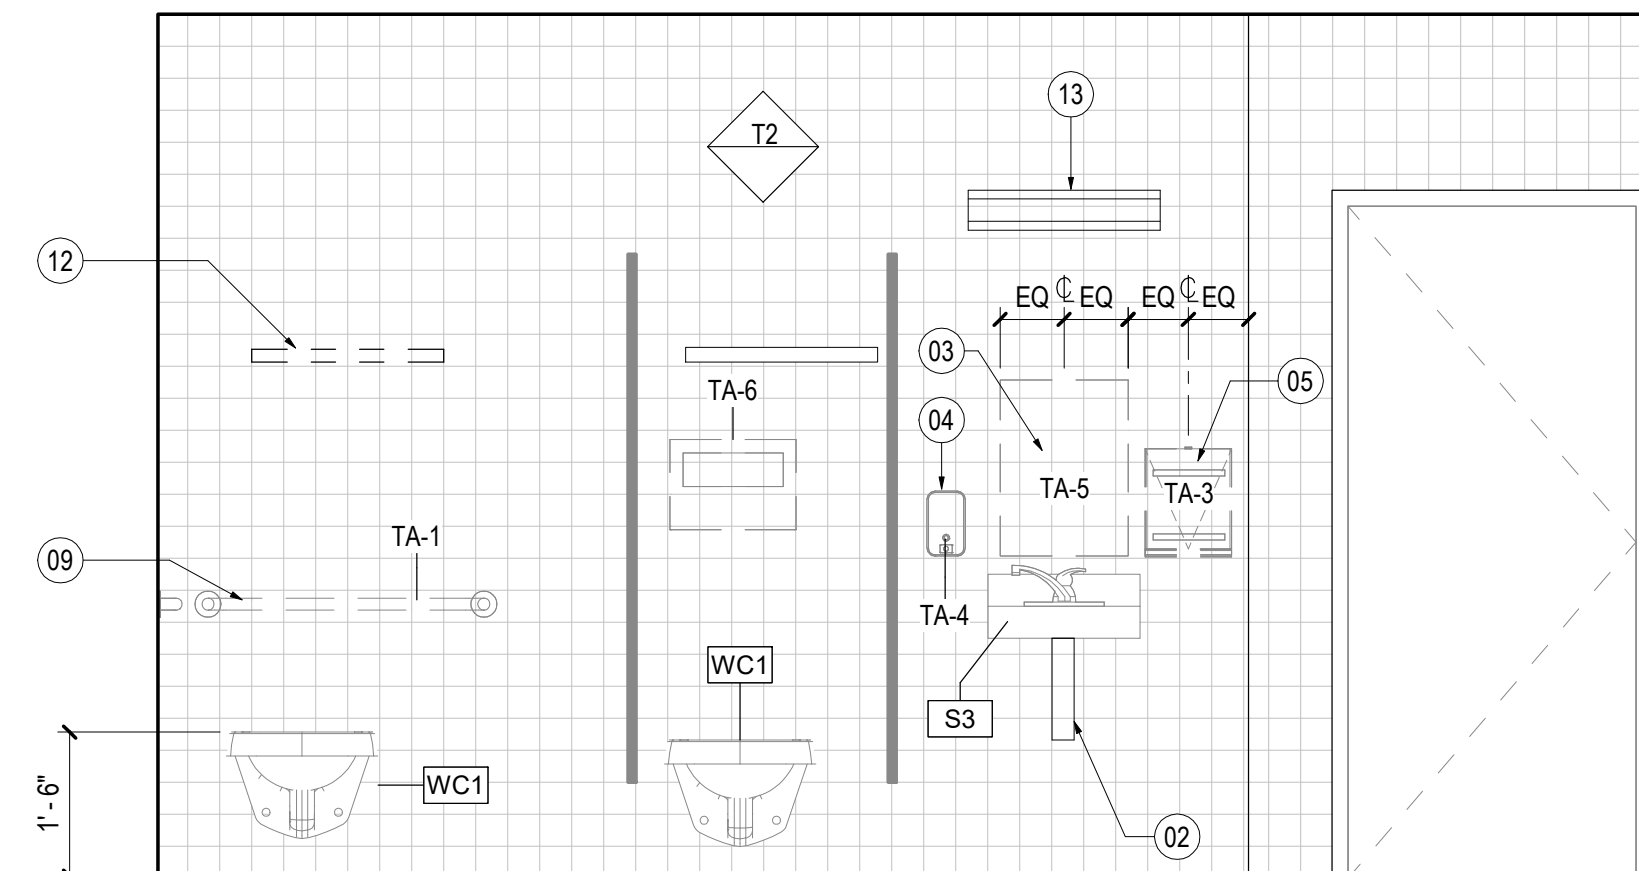 T2
13
12
EQ ℄ EQ EQ ℄ EQ
03
05
TA-6
04
TA-5
TA-3
TA-1
09
TA-4
WC1
S3
WC1
1' - 6"
02